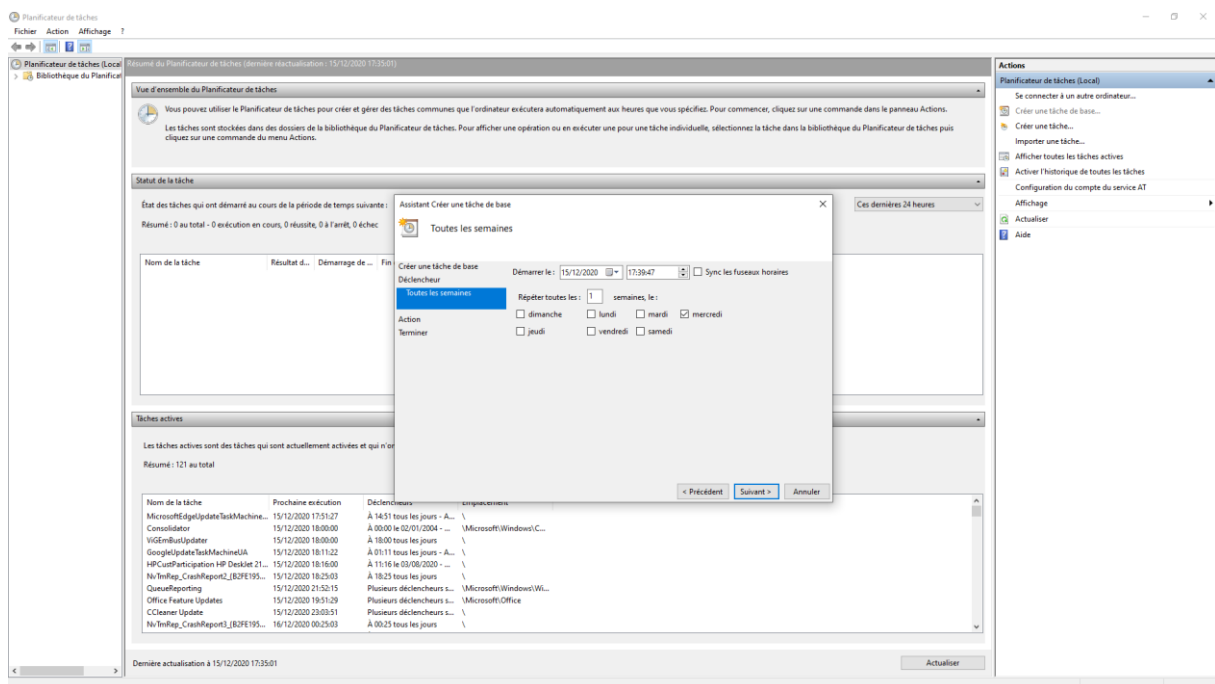 Planificateur de tâches
Fichier Action Affichage ?
Planificateur de tâches (Local
Bibliothèque du Planificat
Résumé du Planificateur de tâches (dernière réactualisation : 15/12/2020 17:35:01)
Vue d'ensemble du Planificateur de tâches
Vous pouvez utiliser le Planificateur de tâches pour créer et gérer des tâches communes que l'ordinateur exécutera automatiquement aux heures que vous spécifiez. Pour commencer, cliquez sur une commande dans le panneau Actions.
Les tâches sont stockées dans des dossiers de la bibliothèque du Planificateur de tâches. Pour afficher une opération ou en exécuter une pour une tâche individuelle, sélectionnez la tâche dans la bibliothèque du Planificateur de tâches puis
cliquez sur une commande du menu Actions.
Statut de la tâche
État des tâches qui ont démarré au cours de la période de temps suivante :
Ces dernières 24 heures
Résumé : 0 au total - 0 exécution en cours, 0 réussite, 0 à l'arrêt, 0 échec
Nom de la tâche Résultat d... Démarrage de ... Fin
Assistant Créer une tâche de base
Toutes les semaines
Créer une tâche de base
Déclencheur
Toutes les semaines
Action
Terminer
Démarrer le : 15/12/2020 17:39:47 Sync les fuseaux horaires
Répéter toutes les : 1 semaines, le :
dimanche lundi mardi mercredi
jeudi vendredi samedi
< Précédent Suivant > Annuler
Tâches actives
Les tâches actives sont des tâches qui sont actuellement activées et qui n'o
Résumé : 121 au total
Nom de la tâche Prochaine exécution Déclencheurs Emplacement
MicrosoftEdgeUpdateTaskMachine... 15/12/2020 17:51:27 À 14:51 tous les jours - A... \
Consolidator 15/12/2020 18:00:00 À 00:00 le 02/01/2004 - ... \Microsoft\Windows\C...
ViGEmBusUpdater 15/12/2020 18:00:00 À 18:00 tous les jours \
GoogleUpdateTaskMachineUA 15/12/2020 18:11:22 À 01:11 tous les jours - A... \
HPCustParticipation HP DeskJet 21... 15/12/2020 18:16:00 À 11:16 le 03/08/2020 - ... \
NvTmRep_CrashReport2_{B2FE195... 15/12/2020 18:25:03 À 18:25 tous les jours \
QueueReporting 15/12/2020 21:52:15 Plusieurs déclencheurs s... \Microsoft\Windows\Wi...
Office Feature Updates 15/12/2020 19:51:29 Plusieurs déclencheurs s... \Microsoft\Office
CCleaner Update 15/12/2020 23:03:51 Plusieurs déclencheurs s... \
NvTmRep_CrashReport3_{B2FE195... 16/12/2020 00:25:03 À 00:25 tous les jours \
Dernière actualisation à 15/12/2020 17:35:01
Actualiser
Actions
Planificateur de tâches (Local)
Se connecter à un autre ordinateur...
Créer une tâche de base...
Créer une tâche...
Importer une tâche...
Afficher toutes les tâches actives
Activer l'historique de toutes les tâches
Configuration du compte du service AT
Affichage
Actualiser
Aide